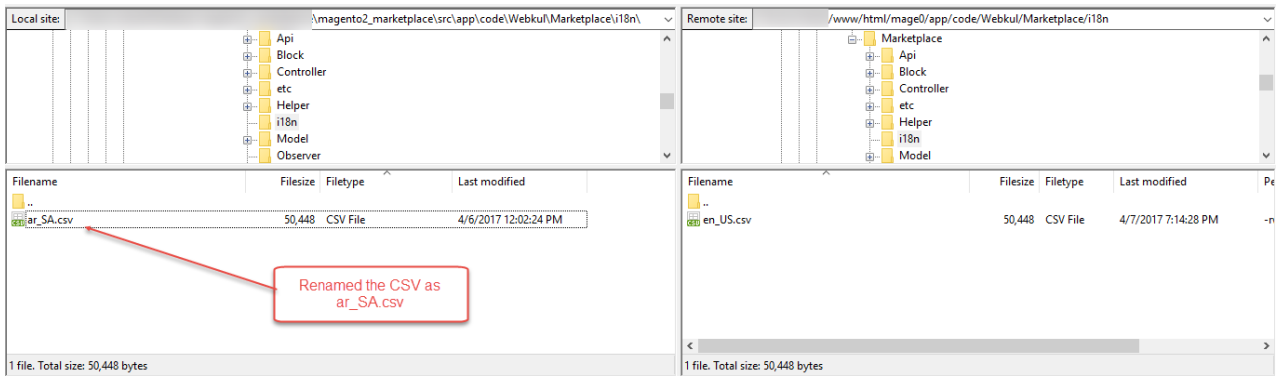 Local site: \magento2_marketplace\src\app\code\Webkul\Marketplace\i18n\
Api
Block
Controller
etc
Helper
i18n
Model
Observer
Filename Filesize Filetype Last modified
..
ar_SA.csv 50,448 CSV File 4/6/2017 12:02:24 PM
Renamed the CSV as
ar_SA.csv
1 file. Total size: 50,448 bytes
Remote site: /www/html/mage0/app/code/Webkul/Marketplace/i18n
Marketplace
Api
Block
Controller
etc
Helper
i18n
Model
Filename Filesize Filetype Last modified Pe
..
en_US.csv 50,448 CSV File 4/7/2017 7:14:28 PM
1 file. Total size: 50,448 bytes